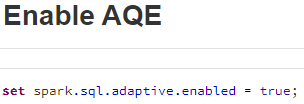 Enable AQE
set spark.sql.adaptive.enabled = true;